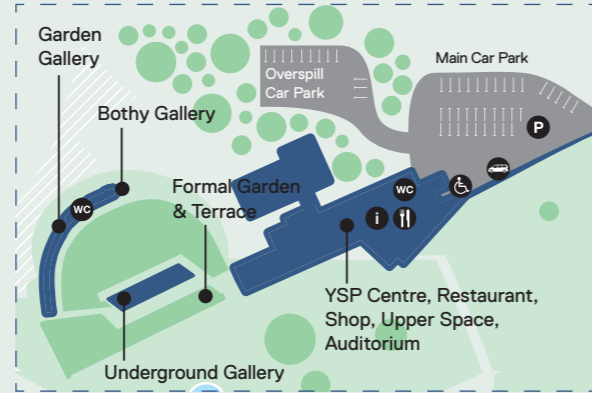 Garden
Gallery
Main Car Park
Overspill
Car Park
P
Bothy Gallery
Formal Garden
& Terrace
WC
WC
i
YSP Centre, Restaurant,
Shop, Upper Space,
Auditorium
Underground Gallery